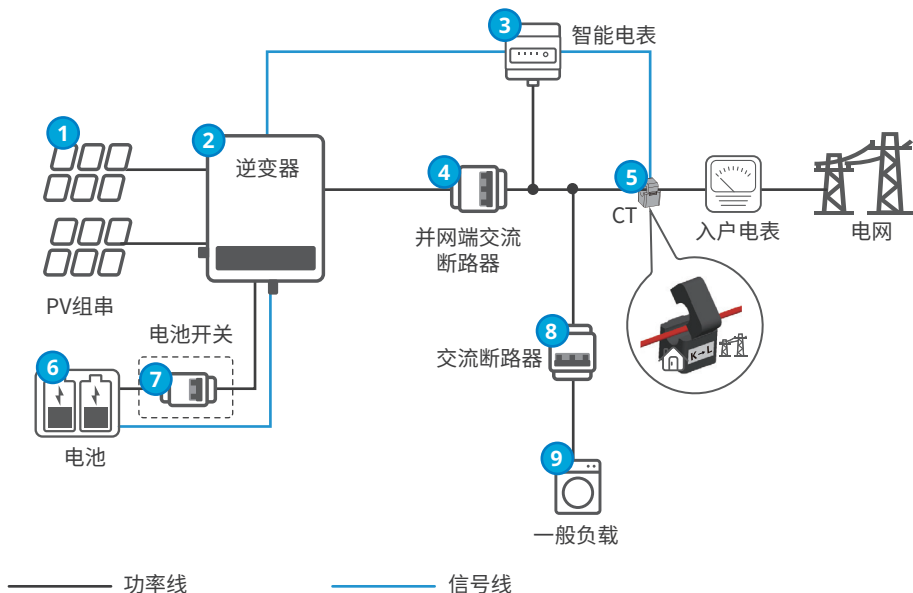 3
智能电表
1
2
逆变器
4
5
CT
并网端交流
断路器
入户电表
电网
PV组串
电池开关
K→L
6
7
8
交流断路器
电池
9
一般负载
功率线
信号线